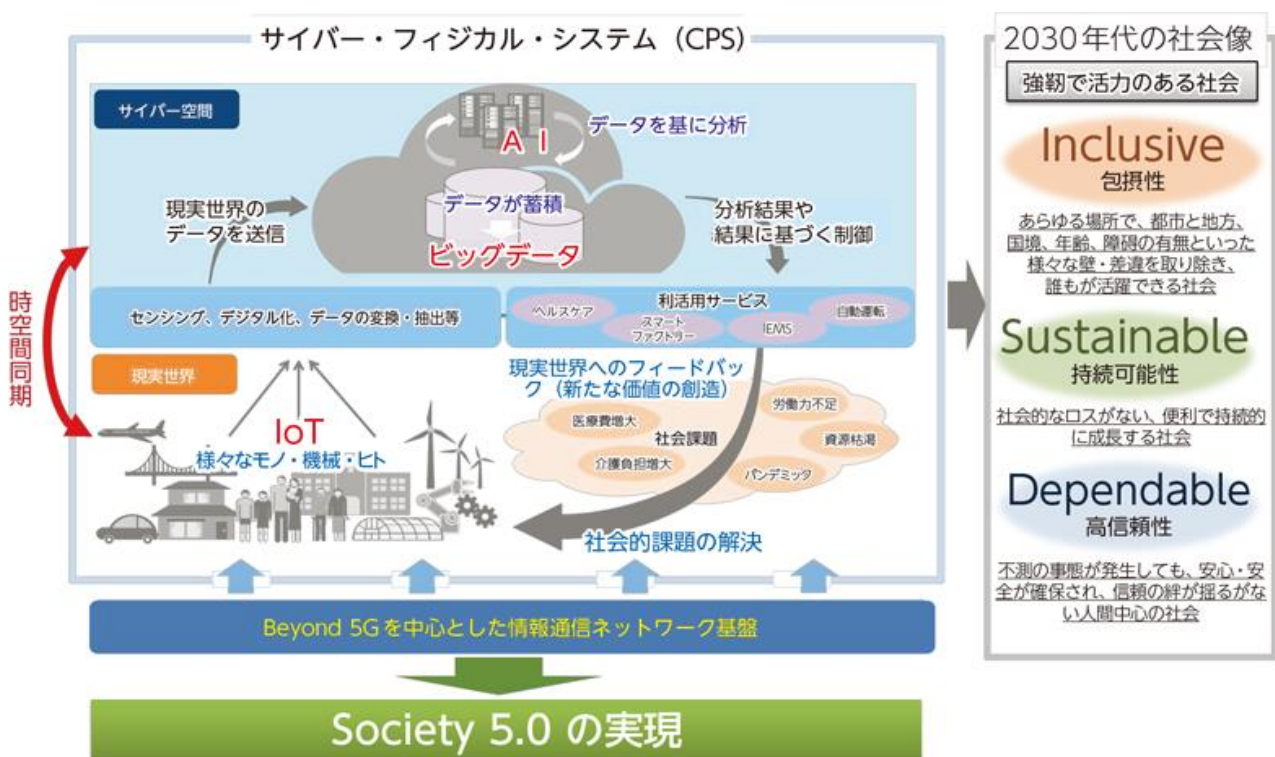 サイバー・フィジカル・システム（CPS）
サイバー空間
AI
データを基に分析
現実世界の
データを送信
データが蓄積
ビッグデータ
分析結果や
結果に基づく制御
時空間同期
センシング、デジタル化、データの変換・抽出等
利活用サービス
ヘルスケア
スマート
ファクトリー
IEMS
自動運転
現実世界
IoT
様々なモノ・機械・ヒト
現実世界へのフィードバッ
ク（新たな価値の創造）
医療費増大
労働力不足
社会課題
資源枯渇
介護負担増大
パンデミック
社会的課題の解決
Beyond 5Gを中心とした情報通信ネットワーク基盤
Society 5.0 の実現
2030年代の社会像
強靭で活力のある社会
Inclusive
包摂性
あらゆる場所で、都市と地方、
国境、年齢、障碍の有無といった
様々な壁・差違を取り除き、
誰もが活躍できる社会
Sustainable
持続可能性
社会的なロスがない、便利で持続的
に成長する社会
Dependable
高信頼性
不測の事態が発生しても、安心・安
全が確保され、信頼の絆が揺るがな
い人間中心の社会